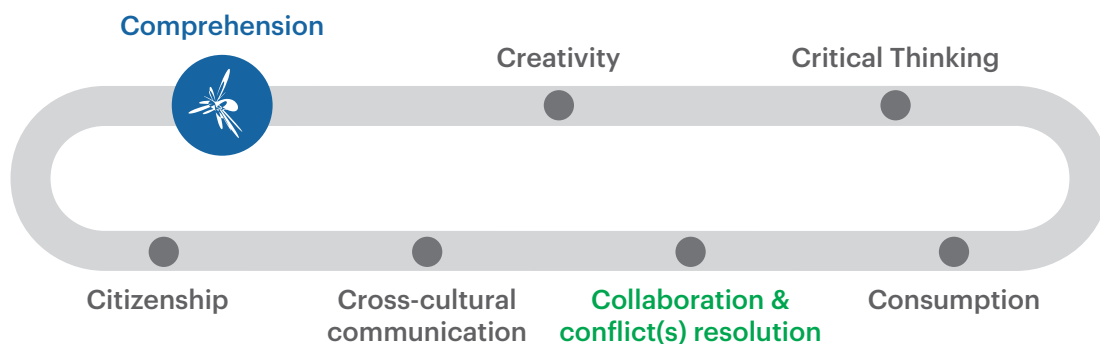 Comprehension
Creativity
Critical Thinking
Citizenship
Cross-cultural
communication
Collaboration &
conflict(s) resolution
Consumption